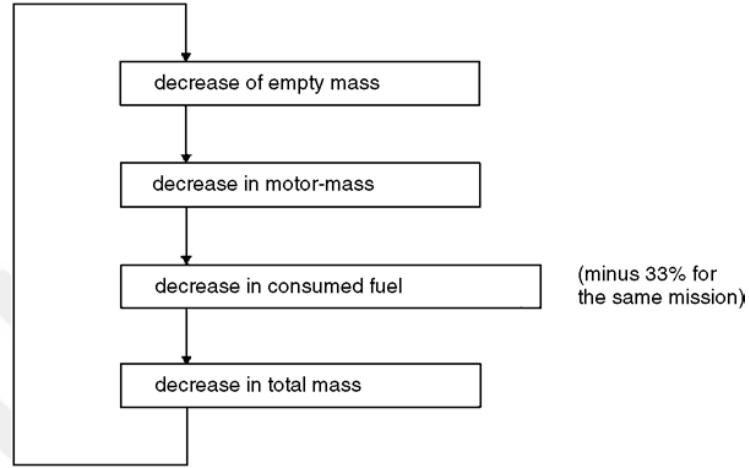 decrease of empty mass
decrease in motor-mass
decrease in consumed fuel
(minus 33% for
the same mission)
decrease in total mass